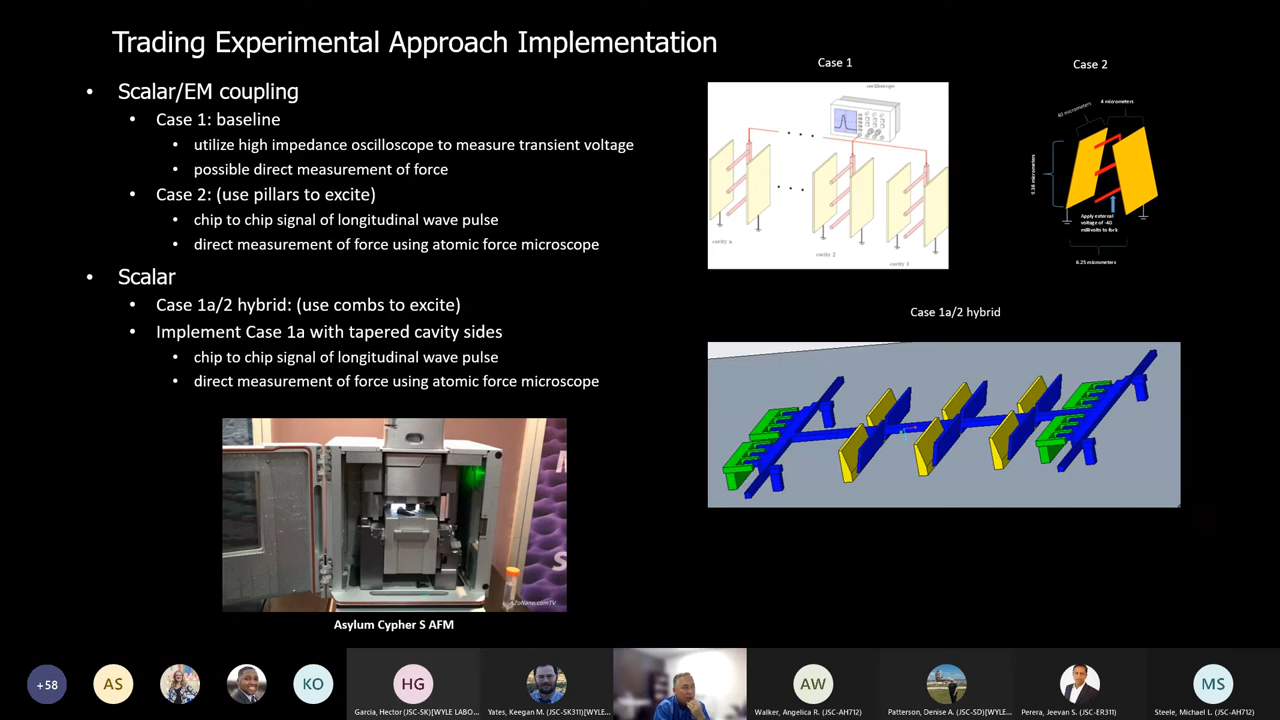 Trading Experimental Approach Implementation
• Scalar/EM coupling
• Case 1: baseline
• utilize high impedance oscilloscope to measure transient voltage
• possible direct measurement of force
• Case 2: (use pillars to excite)
• chip to chip signal of longitudinal wave pulse
• direct measurement of force using atomic force microscope
• Scalar
• Case 1a/2 hybrid: (use combs to excite)
• Implement Case 1a with tapered cavity sides
• chip to chip signal of longitudinal wave pulse
• direct measurement of force using atomic force microscope
Case 1
oscilloscope
cavity n
cavity 2
cavity 1
Case 2
40 micrometers
4 micrometers
Apply external
voltage of -40
millivolts to fork
6.25 micrometers
Case 1a/2 hybrid
AZoNano.comTV
Asylum Cypher S AFM
+58
AS
KO
HG
AW
MS
Garcia, Hector (JSC-SK)[WYLE LABO...
Yates, Keegan M. (JSC-SK311)[WYLE...
Walker, Angelica R. (JSC-AH712)
Patterson, Denise A. (JSC-SD)[WYLE...
Perera, Jeevan S. (JSC-ER311)
Steele, Michael L. (JSC-AH712)